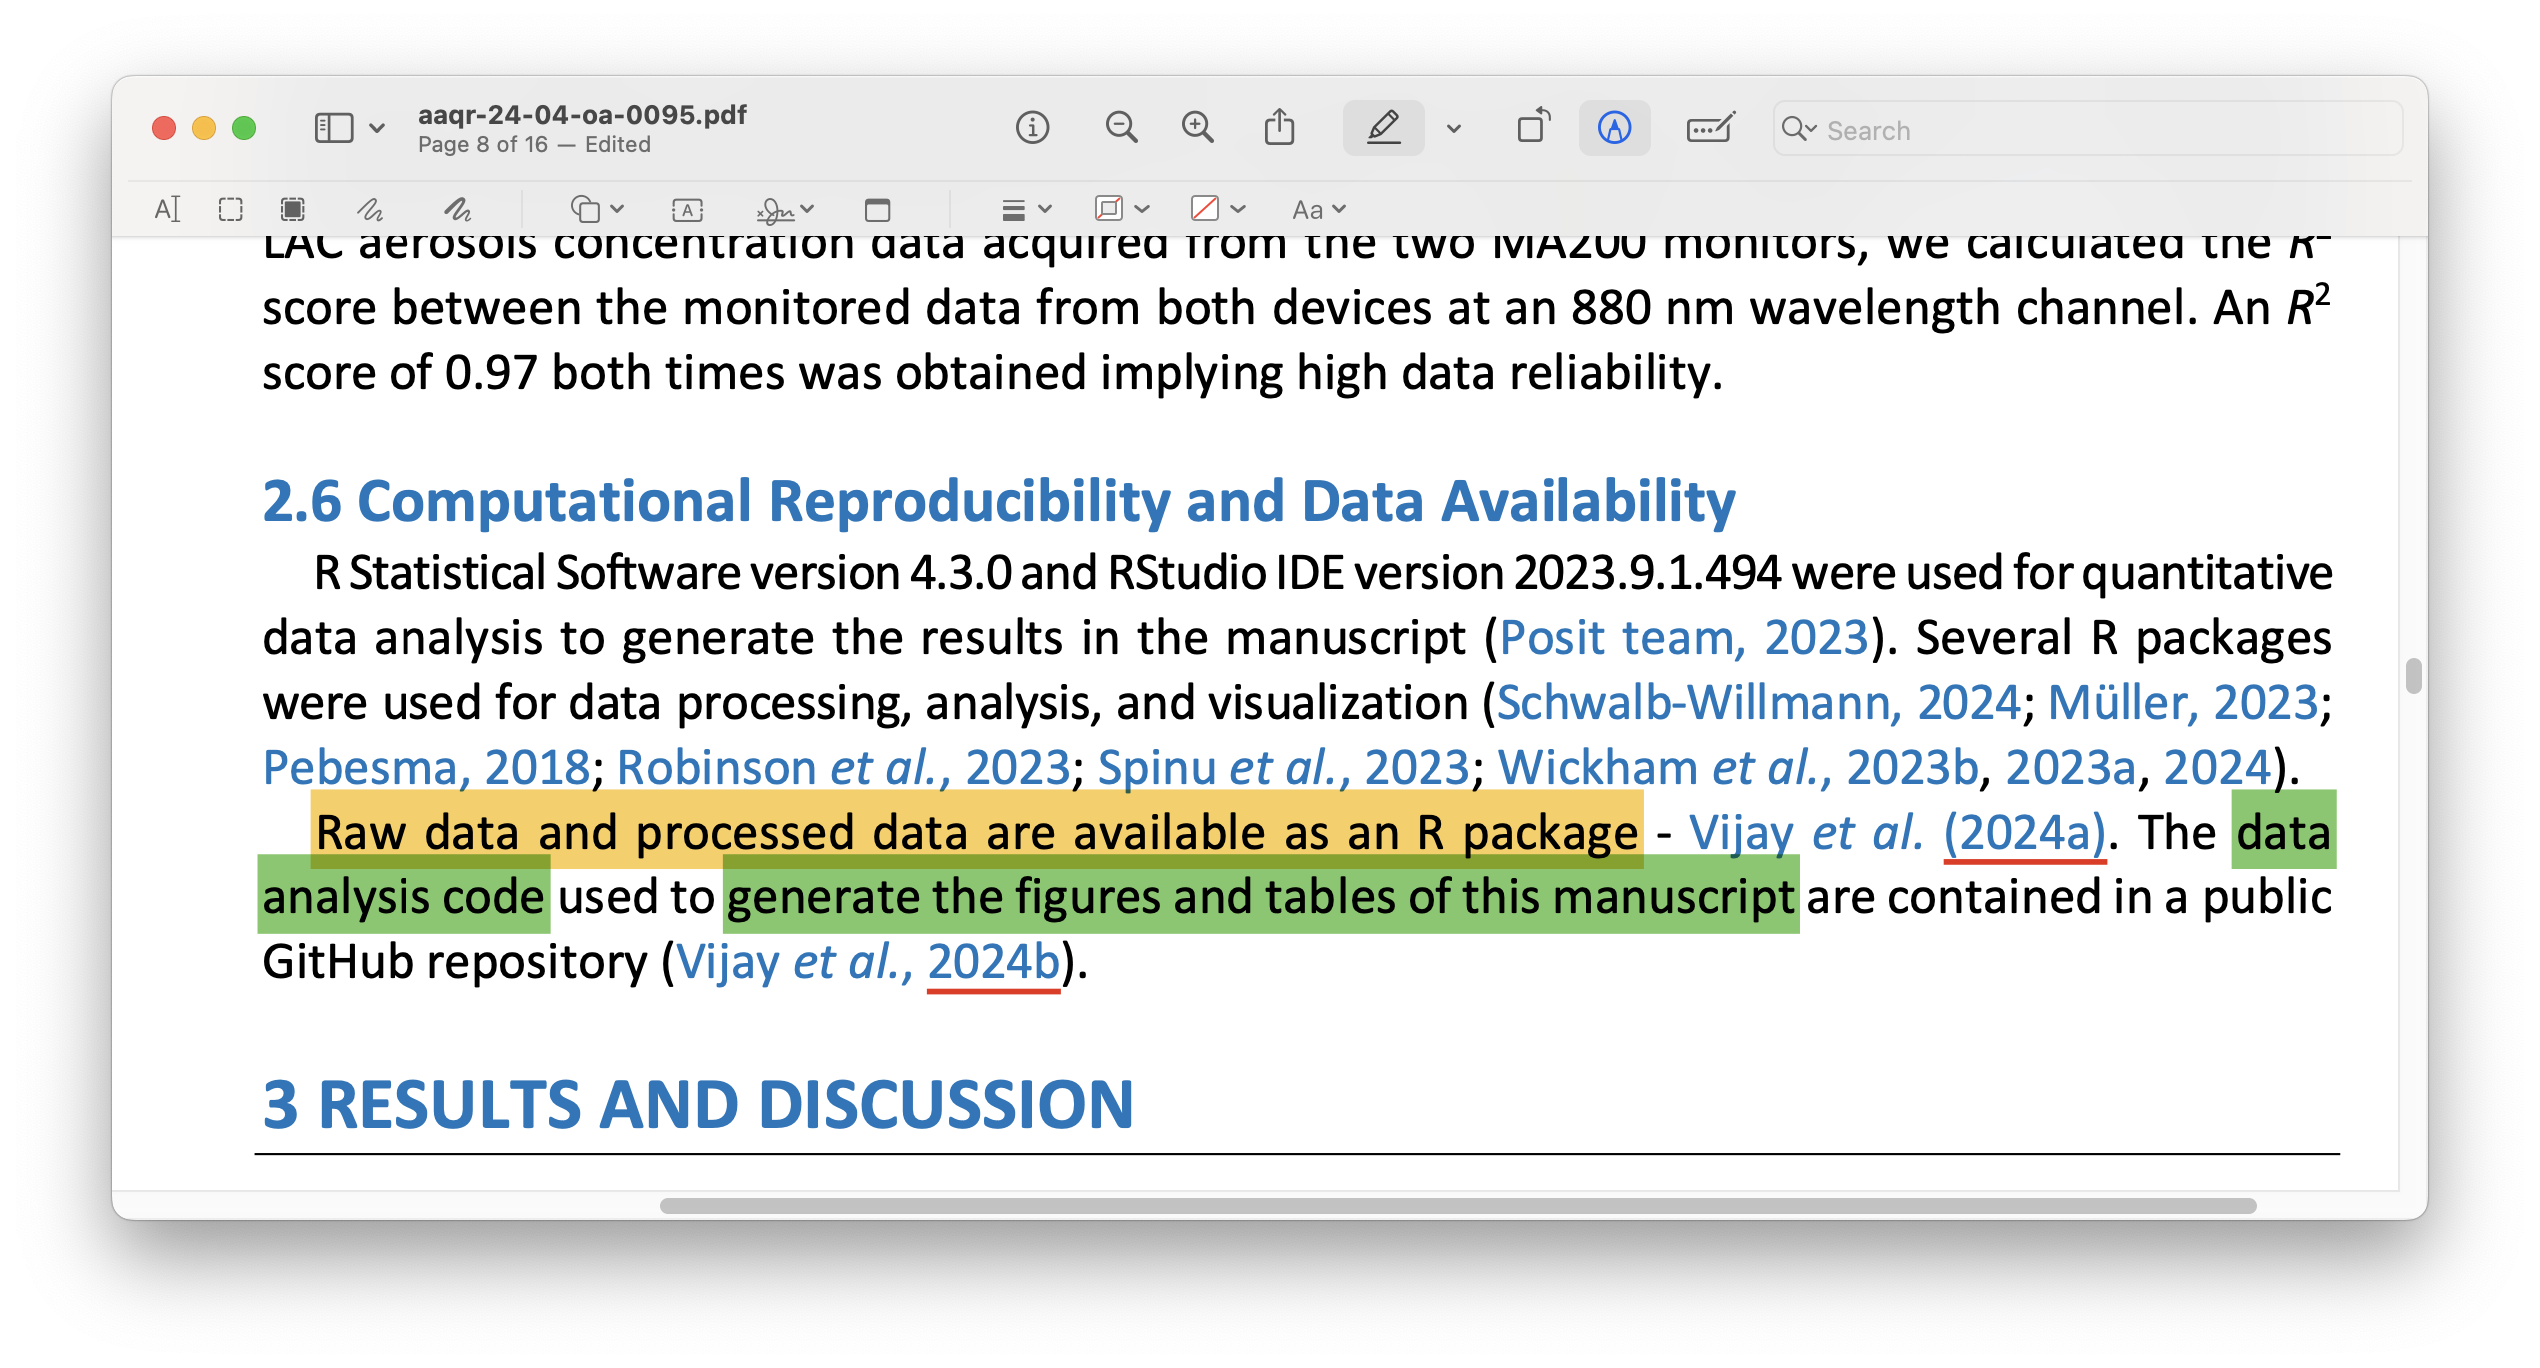 aaqr-24-04-oa-0095.pdf
Page 8 of 16 — Edited
Search
Aa
LAC aerosols concentration data acquired from the two MA200 monitors, we calculated the R²
score between the monitored data from both devices at an 880 nm wavelength channel. An R²
score of 0.97 both times was obtained implying high data reliability.
2.6 Computational Reproducibility and Data Availability
R Statistical Software version 4.3.0 and RStudio IDE version 2023.9.1.494 were used for quantitative
data analysis to generate the results in the manuscript (Posit team, 2023). Several R packages
were used for data processing, analysis, and visualization (Schwalb-Willmann, 2024; Müller, 2023;
Pebesma, 2018; Robinson et al., 2023; Spinu et al., 2023; Wickham et al., 2023b, 2023a, 2024).
Raw data and processed data are available as an R package - Vijay et al. (2024a). The data
analysis code used to generate the figures and tables of this manuscript are contained in a public
GitHub repository (Vijay et al., 2024b).
3 RESULTS AND DISCUSSION